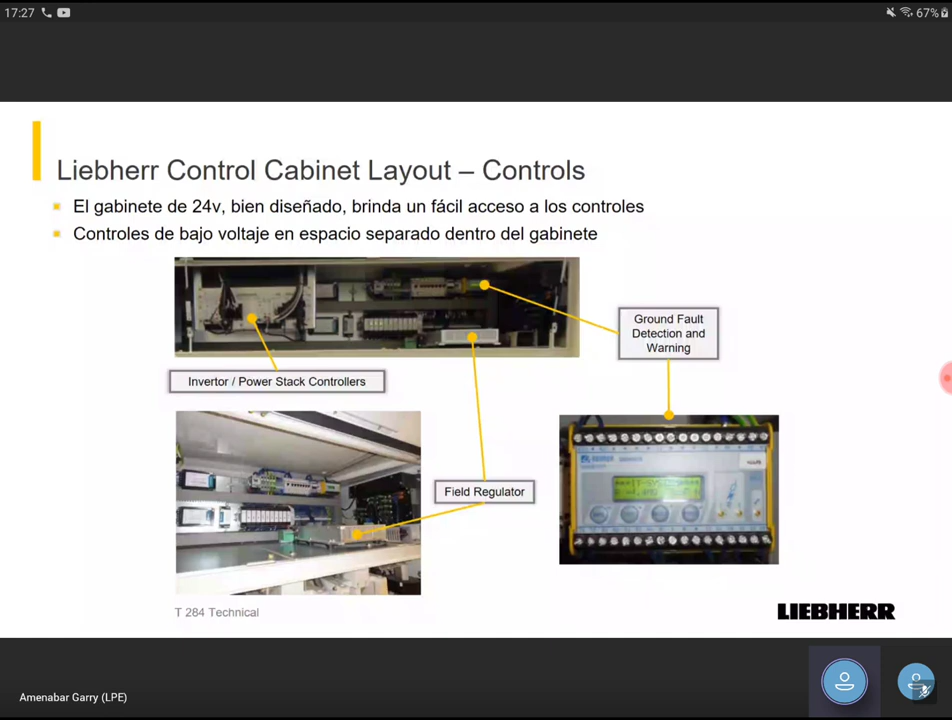 17:27
67%
Liebherr Control Cabinet Layout – Controls
El gabinete de 24v, bien diseñado, brinda un fácil acceso a los controles
Controles de bajo voltaje en espacio separado dentro del gabinete
Ground Fault
Detection and
Warning
Invertor / Power Stack Controllers
Field Regulator
T 284 Technical
LIEBHERR
Amenabar Garry (LPE)